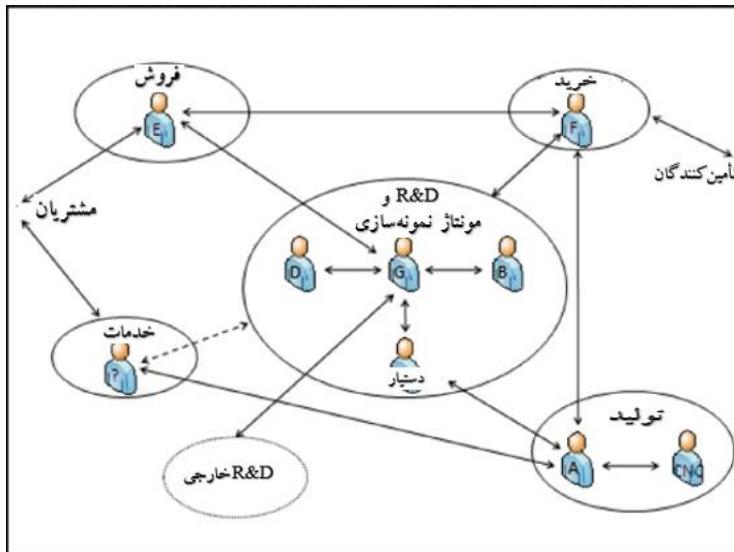 فروش
E
خرید
F
تأمین‌کنندگان
مشتریان
R&D و
مونتاژ نمونه‌سازی
D
G
B
دستیار
خدمات
?
R&D خارجی
تولید
A
CNC